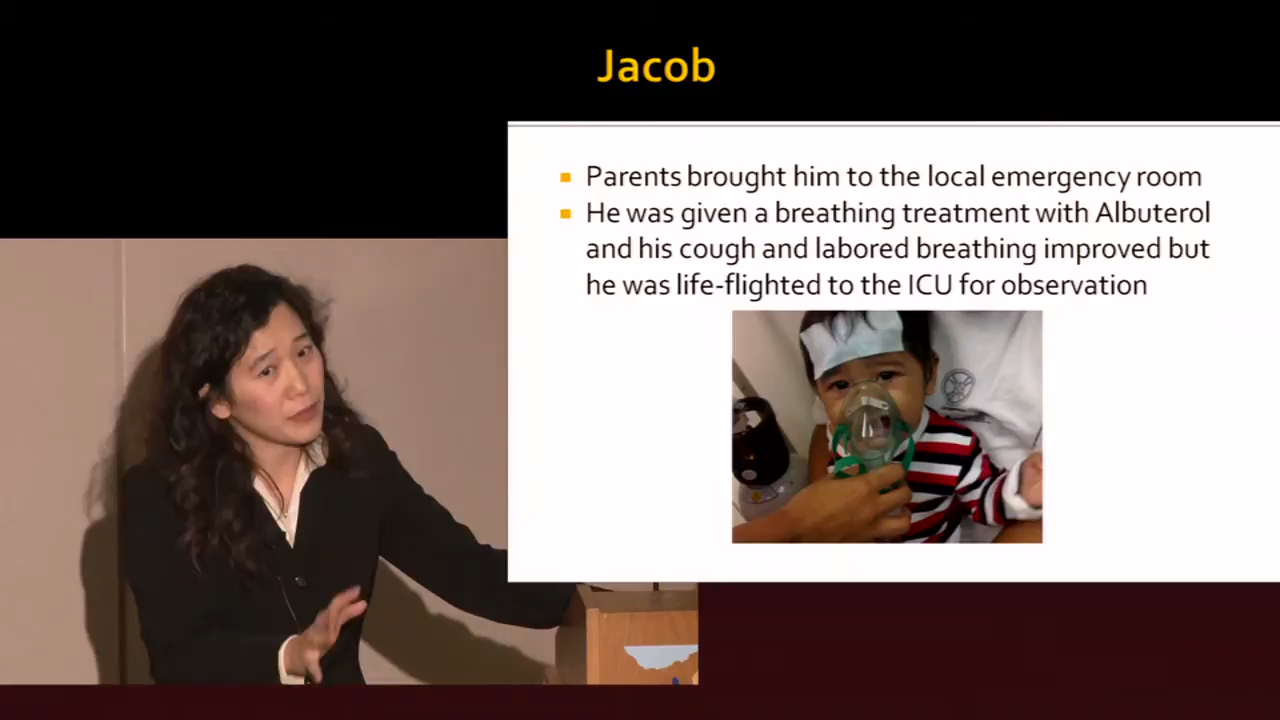 Jacob
Parents brought him to the local emergency room
He was given a breathing treatment with Albuterol
and his cough and labored breathing improved but
he was life-flighted to the ICU for observation